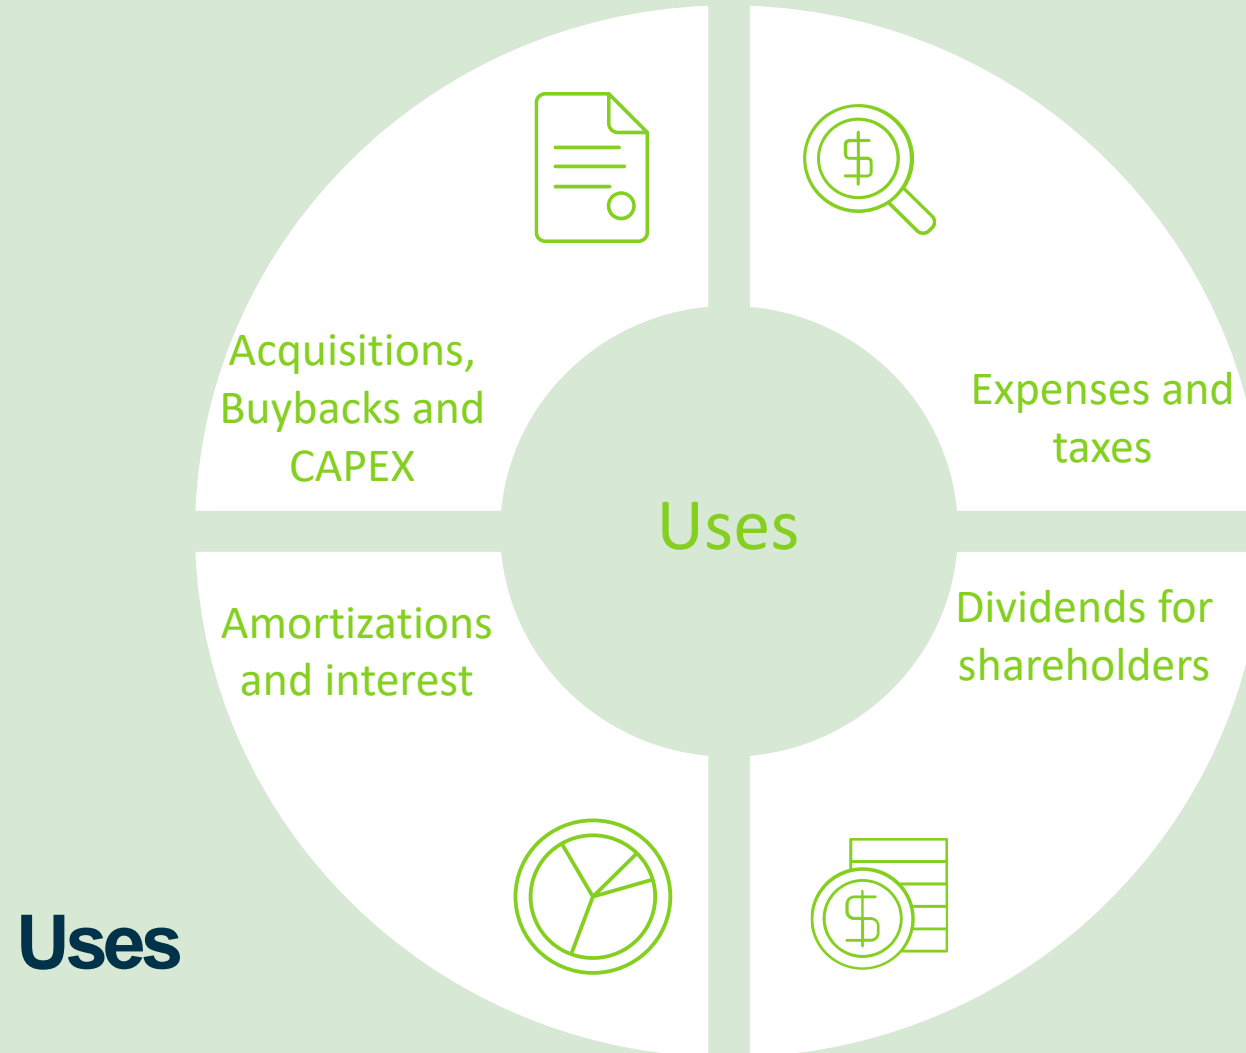 Acquisitions,
Buybacks and
CAPEX
Expenses and
taxes
Uses
Amortizations
and interest
Dividends for
shareholders
Uses
$
$